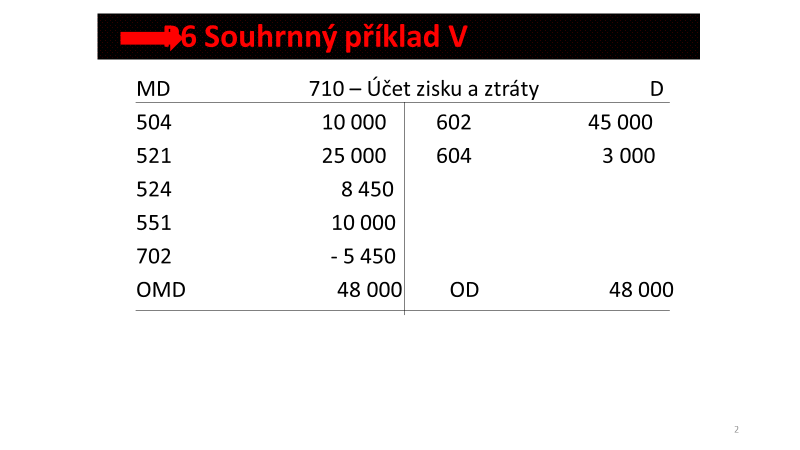 6 Souhrnný příklad V
MD 710 – Účet zisku a ztráty D
504 10 000 602 45 000
521 25 000 604 3 000
524 8 450
551 10 000
702 - 5 450
OMD 48 000 OD 48 000
2